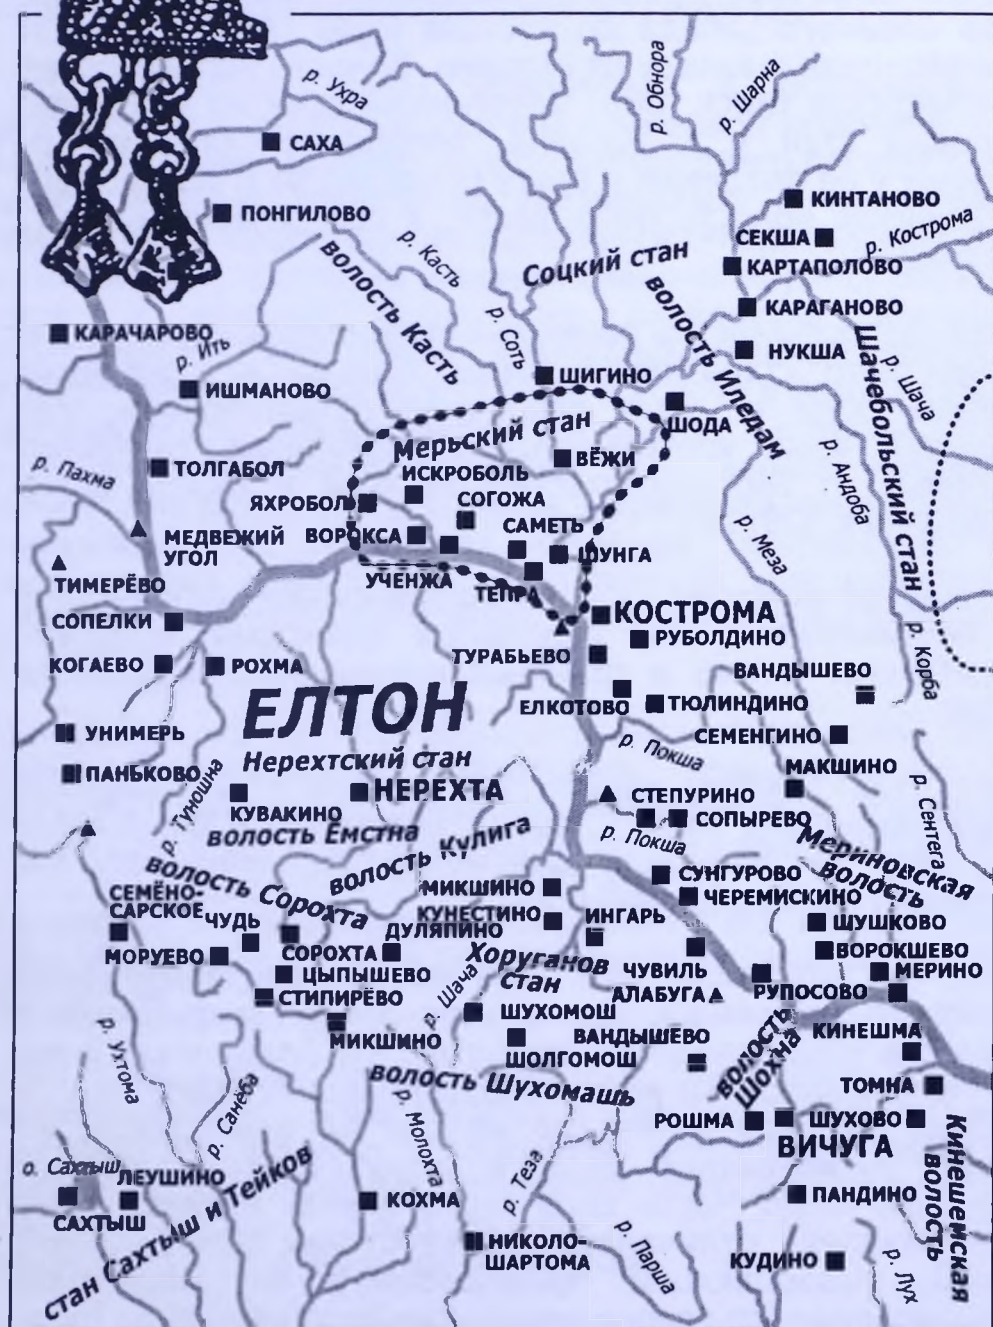 р. Ухра
р. Обнора
р. Шарна
САХА
ПОНГИЛОВО
КИНТАНОВО
СЕКША
р. Кострома
КАРТАПОЛОВО
р. Касть
Соцкий стан
волость Касть
волость Иледам
КАРАГАНОВО
р. Соть
КАРАЧАРОВО
р. Ить
НУКША
Шачебольский стан
р. Шача
ШИГИНО
ИШМАНОВО
ШОДА
Мерьский стан
р. Андоба
р. Пахма
ТОЛГАБОЛ
ВЁЖИ
ИСКРОБОЛЬ
ЯХРОБОЛ
СОГОЖА
МЕДВЕЖИЙ
УГОЛ
ВОРОКСА
САМЕТЬ
р. Меза
ШУНГА
ТИМЕРЁВО
УЧЕНЖА
ТЕПРА
СОПЕЛКИ
КОСТРОМА
РУБОЛДИНО
р. Корба
КОГАЕВО
РОХМА
ТУРАБЬЕВО
ВАНДЫШЕВО
ЕЛТОН
ЕЛКОТОВО
ТЮЛИНДИНО
УНИМЕРЬ
СЕМЕНГИНО
р. Покша
Нерехтский стан
ПАНЬКОВО
МАКШИНО
р. Туношна
НЕРЕХТА
СТЕПУРИНО
р. Сентега
КУВАКИНО
СОПЫРЕВО
волость Емстна
р. Покша
волость Кулига
Мериновская
волость
волость Сорохта
СУНГУРОВО
МИКШИНО
СЕМЁНО-
САРСКОЕ
ЧЕРЕМИСКИНО
ЧУДЬ
КУНЕСТИНО
ИНГАРЬ
ШУШКОВО
ДУЛЯПИНО
МОРУЕВО
СОРОХТА
Хоруганов
стан
ВОРОКШЕВО
ЦЫПЫШЕВО
ЧУВИЛЬ
МЕРИНО
СТИПИРЁВО
АЛАБУГА
РУПОСОВО
р. Шача
ШУХОМОШ
МИКШИНО
ВАНДЫШЕВО
КИНЕШМА
ШОЛГОМОШ
волость
Шохна
р. Ухтома
волость Шухомашь
ТОМНА
р. Санеба
р. Молохта
РОШМА
ШУХОВО
ВИЧУГА
Кинешемская
волость
о. Сахтыш
ЛЕУШИНО
р. Теза
САХТЫШ
КОХМА
ПАНДИНО
стан Сахтыш и Тейков
НИКОЛО-
ШАРТОМА
р. Парша
КУДИНО
р. Лух